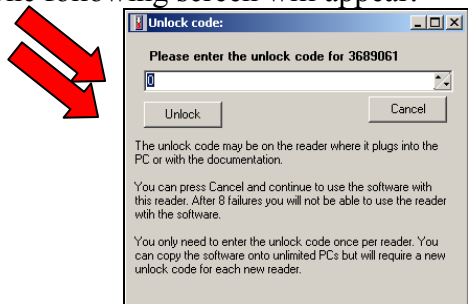 The following screen will appear:
Unlock code:
Please enter the unlock code for 3689061
0
Unlock
Cancel
The unlock code may be on the reader where it plugs into the
PC or with the documentation.
You can press Cancel and continue to use the software with
this reader. After 8 failures you will not be able to use the reader
wtih the software.
You only need to enter the unlock code once per reader. You
can copy the software onto unlimited PCs but will require a new
unlock code for each new reader.